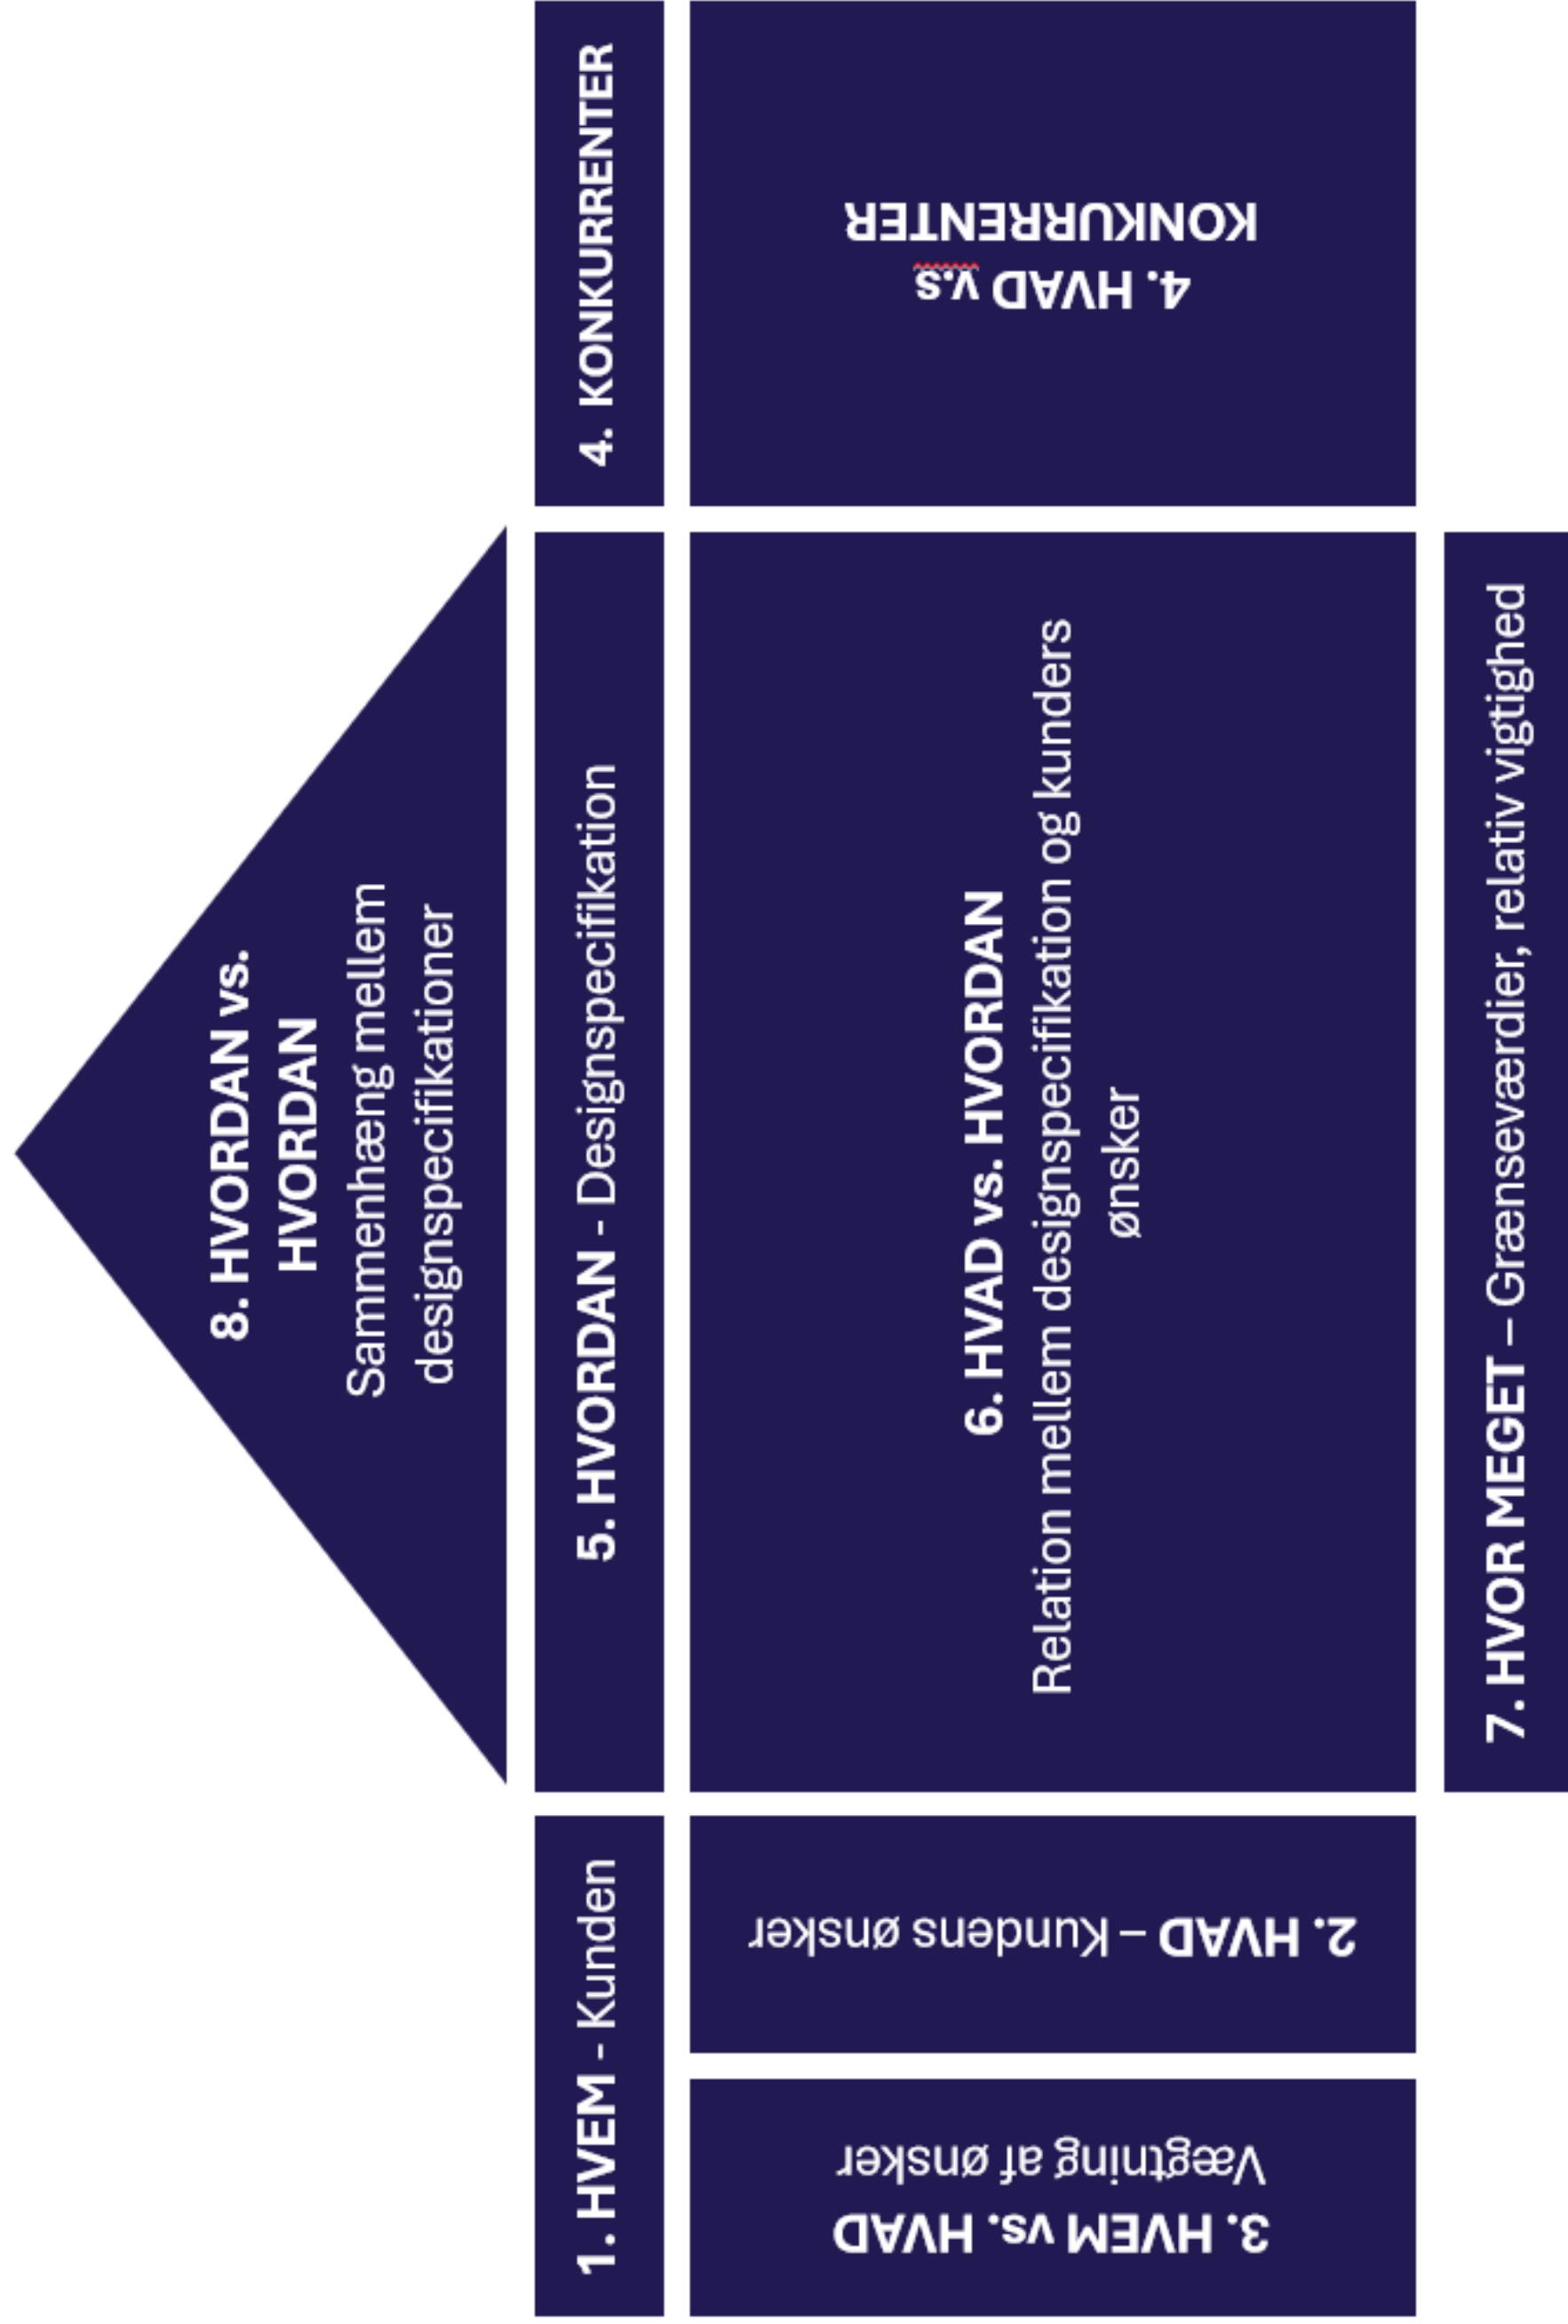 8. HVORDAN vs.
HVORDAN
Sammenhæng mellem
designspecifikationer
1. HVEM - Kunden
5. HVORDAN - Designspecifikation
4. KONKURRENTER
3. HVEM vs. HVAD
Vægtning af ønsker
2. HVAD – Kundens ønsker
6. HVAD vs. HVORDAN
Relation mellem designspecifikation og kunders
ønsker
4. HVAD v.s
KONKURRENTER
7. HVOR MEGET – Grænseværdier, relativ vigtighed